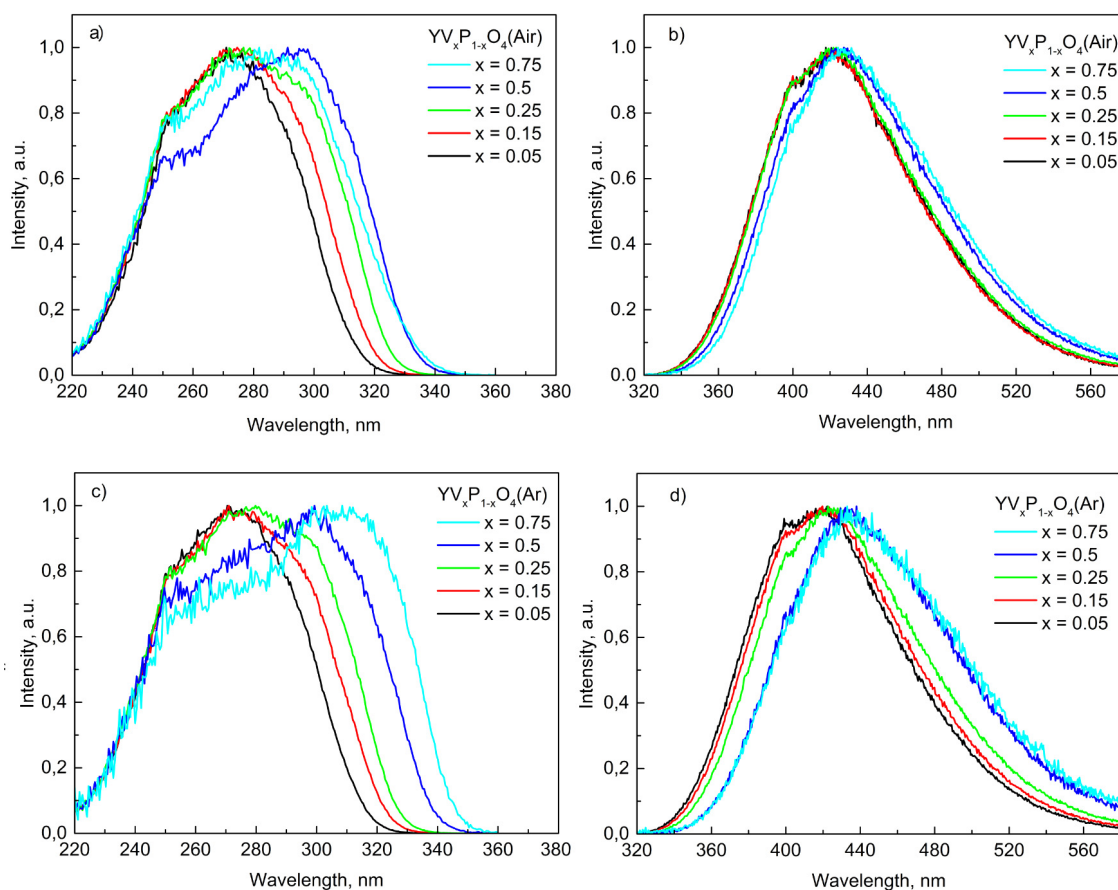 a)
YVₓP₁₋ₓO₄(Air)
x = 0.75
x = 0.5
x = 0.25
x = 0.15
x = 0.05
Intensity, a.u.
1,0
0,8
0,6
0,4
0,2
0,0
220 240 260 280 300 320 340 360 380
Wavelength, nm
b)
YVₓP₁₋ₓO₄(Air)
x = 0.75
x = 0.5
x = 0.25
x = 0.15
x = 0.05
Intensity, a.u.
1,0
0,8
0,6
0,4
0,2
0,0
320 360 400 440 480 520 560
Wavelength, nm
c)
YVₓP₁₋ₓO₄(Ar)
x = 0.75
x = 0.5
x = 0.25
x = 0.15
x = 0.05
Intensity, a.u.
1,0
0,8
0,6
0,4
0,2
0,0
220 240 260 280 300 320 340 360 380
Wavelength, nm
d)
YVₓP₁₋ₓO₄(Ar)
x = 0.75
x = 0.5
x = 0.25
x = 0.15
x = 0.05
Intensity, a.u.
1,0
0,8
0,6
0,4
0,2
0,0
320 360 400 440 480 520 560
Wavelength, nm